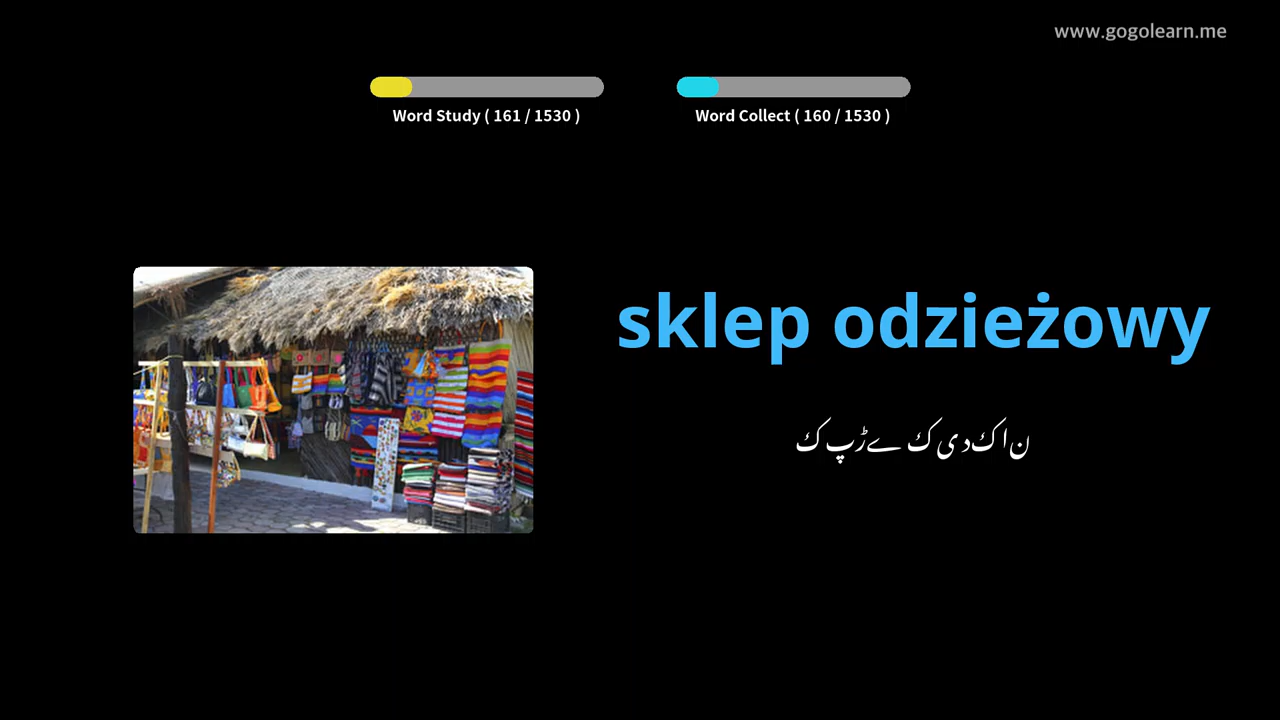 www.gogolearn.me
Word Study ( 161 / 1530 )
Word Collect ( 160 / 1530 )
sklep odzieżowy
کپڑے کی دکان